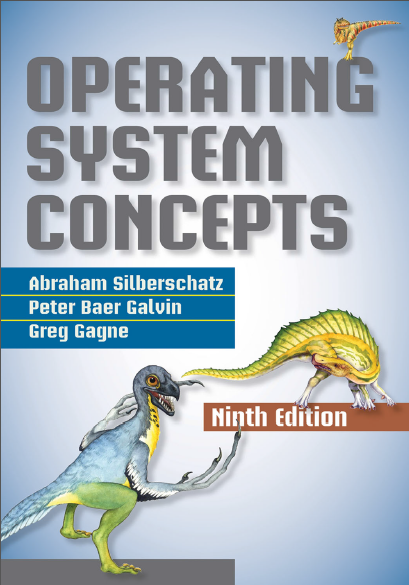 OPERATING
SYSTEM
CONCEPTS
Abraham Silberschatz
Peter Baer Galvin
Greg Gagne
Ninth Edition